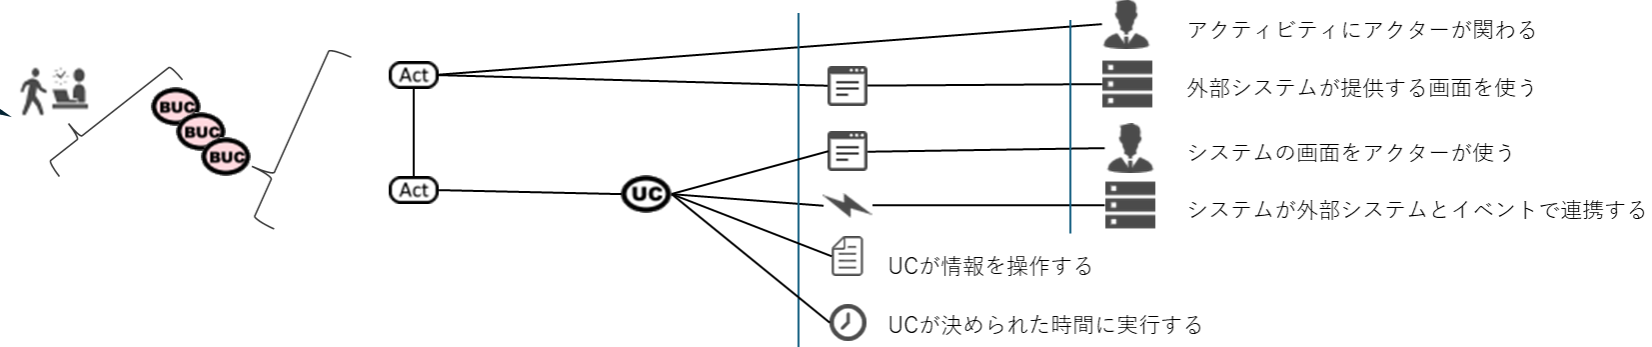 アクティビティにアクターが関わる
Act
外部システムが提供する画面を使う
BUC
BUC
BUC
システムの画面をアクターが使う
Act
UC
システムが外部システムとイベントで連携する
UCが情報を操作する
UCが決められた時間に実行する